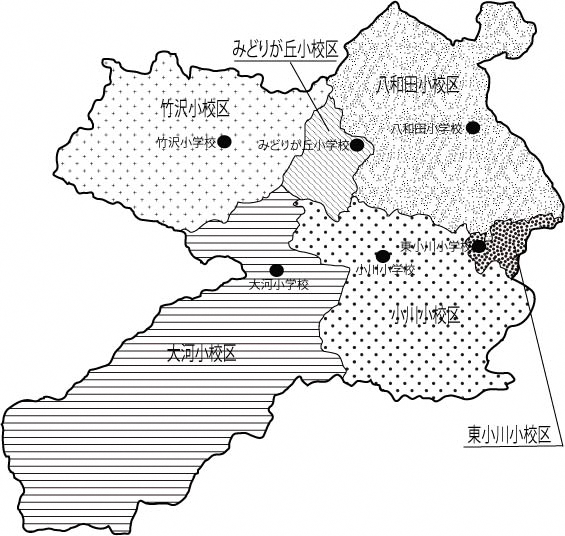 みどりが丘小校区
八和田小校区
竹沢小校区
八和田小学校
竹沢小学校
みどりが丘小学校
東小川小学校
小川小学校
大河小学校
小川小校区
大河小校区
東小川小校区